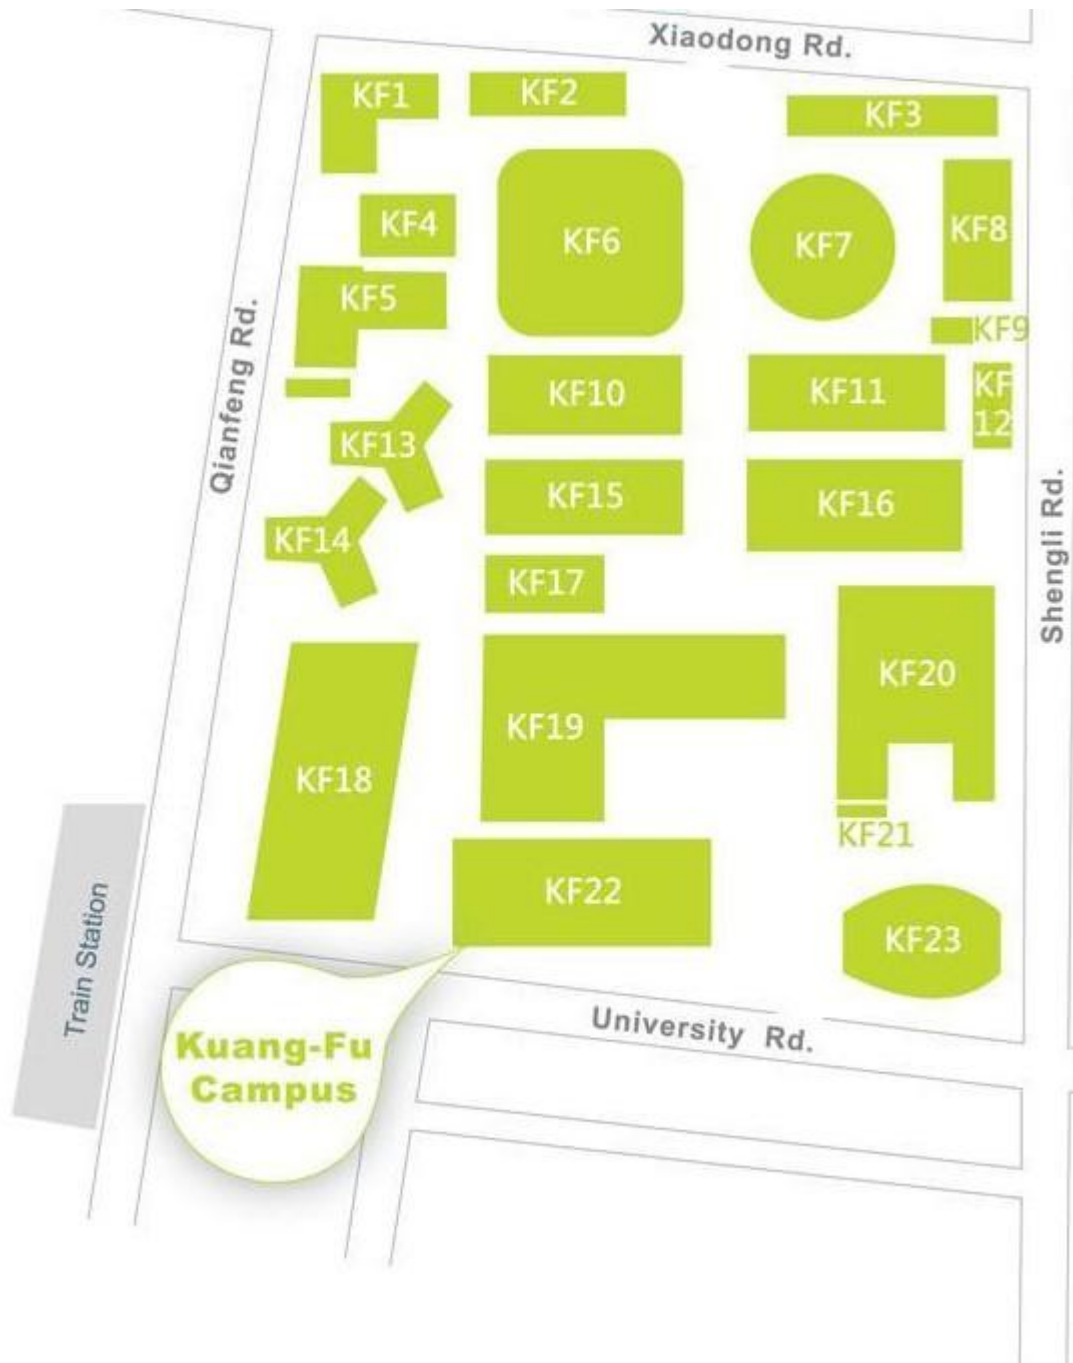 Xiaodong Rd.
KF1
KF2
KF3
KF4
KF6
KF7
KF8
KF5
KF9
Qianfeng Rd.
KF10
KF11
KF
12
KF13
KF15
KF16
KF14
Shengli Rd.
KF17
KF20
KF19
KF18
KF21
KF22
KF23
Train Station
University Rd.
Kuang-Fu
Campus